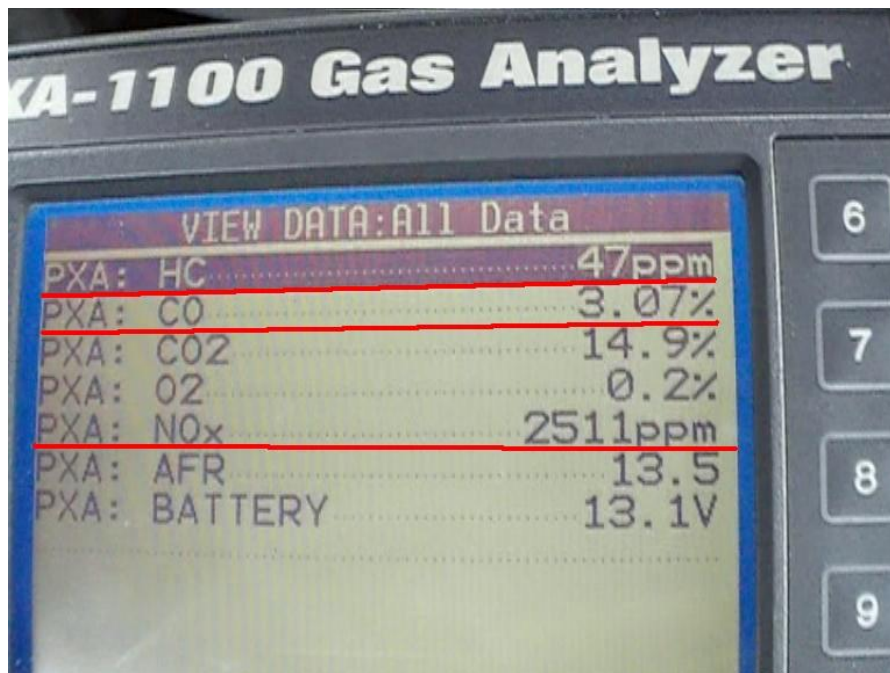 XA-1100 Gas Analyzer
VIEW DATA:All Data
PXA: HC 47ppm
PXA: CO 3.07%
PXA: CO2 14.9%
PXA: O2 0.2%
PXA: NOx 2511ppm
PXA: AFR 13.5
PXA: BATTERY 13.1V
6
7
8
9